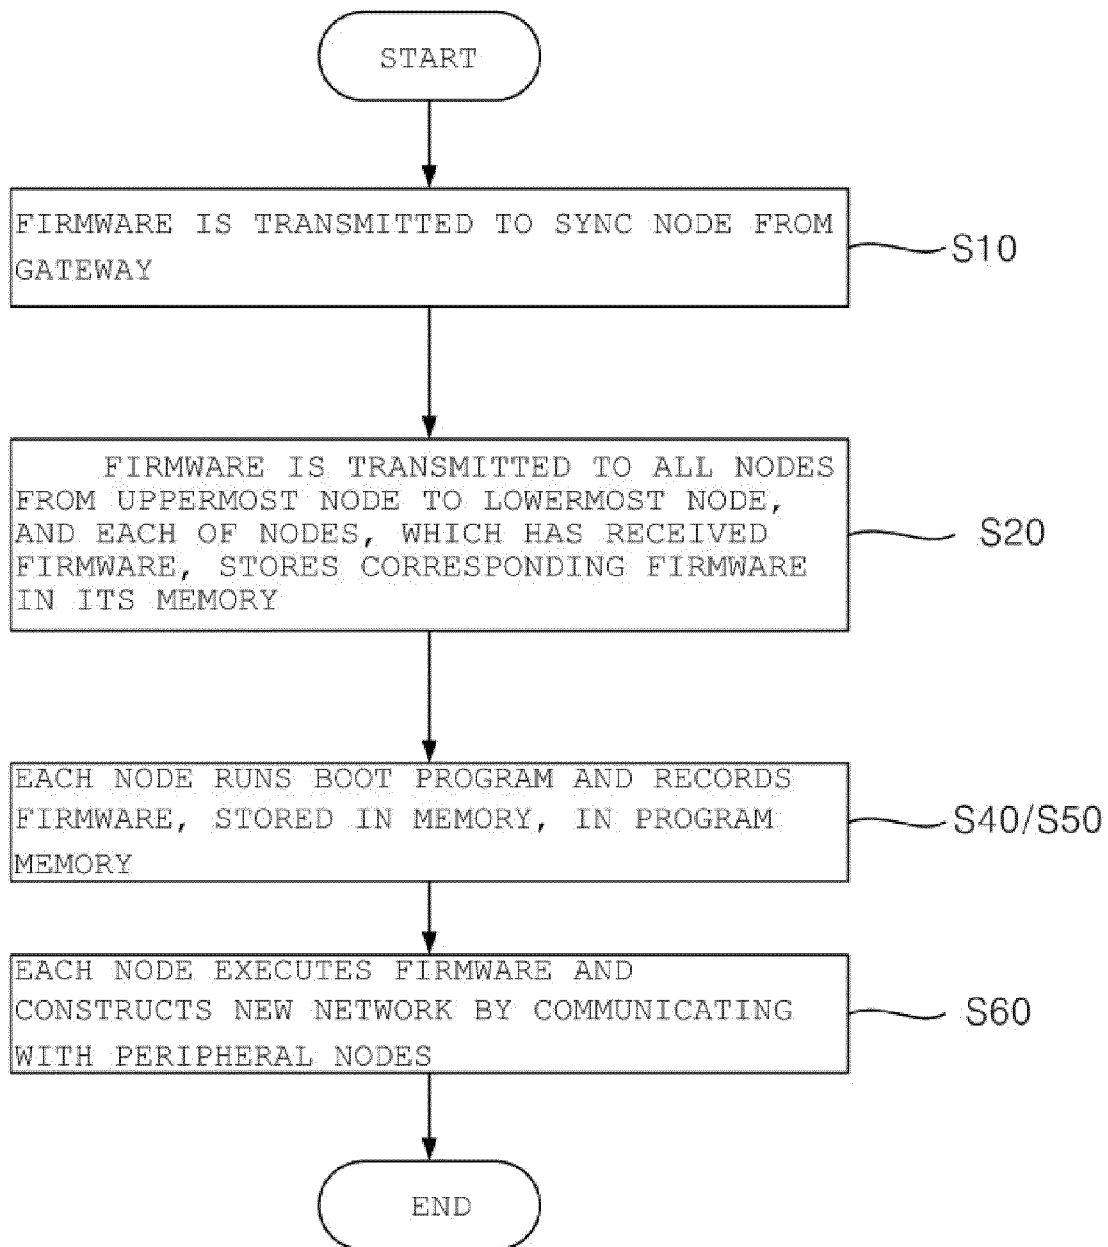 START
FIRMWARE IS TRANSMITTED TO SYNC NODE FROM
GATEWAY
S10
FIRMWARE IS TRANSMITTED TO ALL NODES
FROM UPPERMOST NODE TO LOWERMOST NODE,
AND EACH OF NODES, WHICH HAS RECEIVED
FIRMWARE, STORES CORRESPONDING FIRMWARE
IN ITS MEMORY
S20
EACH NODE RUNS BOOT PROGRAM AND RECORDS
FIRMWARE, STORED IN MEMORY, IN PROGRAM
MEMORY
S40/S50
EACH NODE EXECUTES FIRMWARE AND
CONSTRUCTS NEW NETWORK BY COMMUNICATING
WITH PERIPHERAL NODES
S60
END